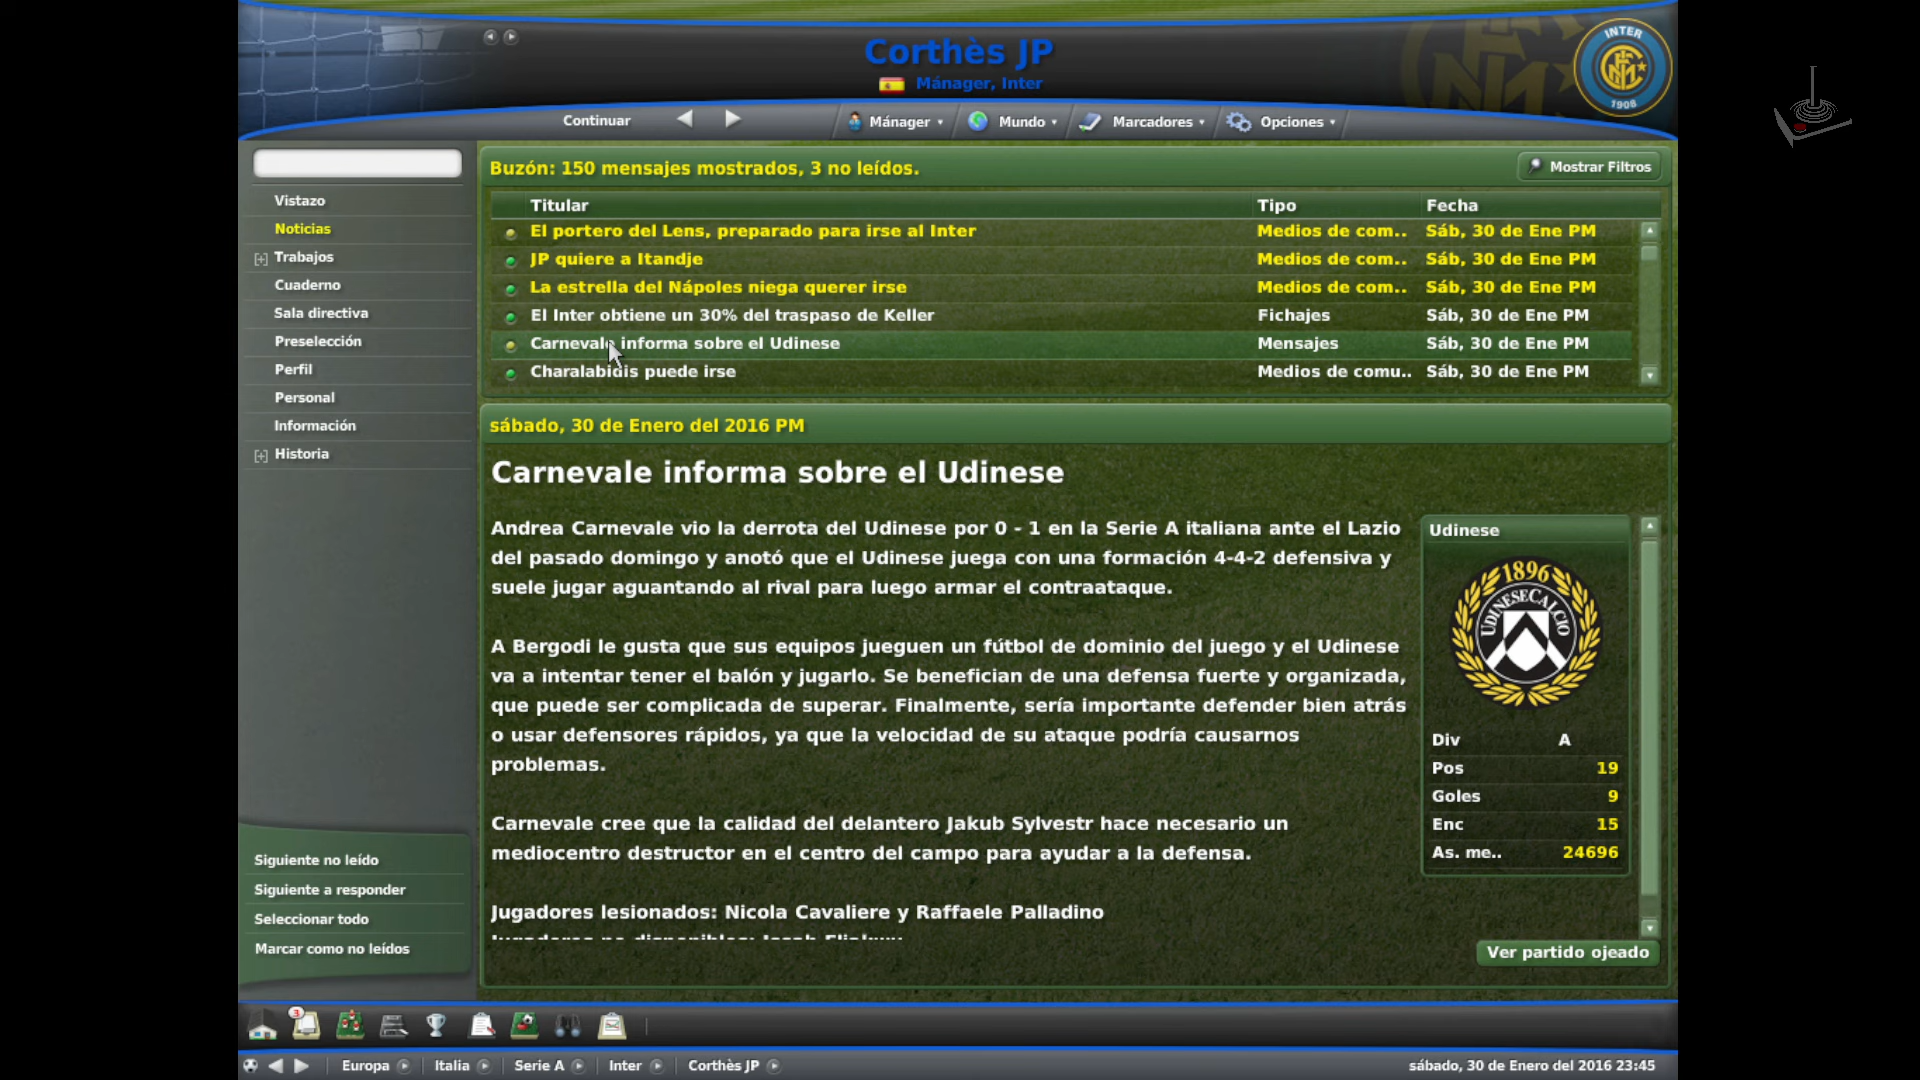 Corthès JP
Mánager, Inter
INTER
1908
Continuar
Mánager
Mundo
Marcadores
Opciones
Vistazo
Noticias
Trabajos
Cuaderno
Sala directiva
Preselección
Perfil
Personal
Información
Historia
Buzón: 150 mensajes mostrados, 3 no leídos.
Mostrar Filtros
Titular Tipo Fecha
El portero del Lens, preparado para irse al Inter Medios de com.. Sáb, 30 de Ene PM
JP quiere a Itandje Medios de com.. Sáb, 30 de Ene PM
La estrella del Nápoles niega querer irse Medios de com.. Sáb, 30 de Ene PM
El Inter obtiene un 30% del traspaso de Keller Fichajes Sáb, 30 de Ene PM
Carnevale informa sobre el Udinese Mensajes Sáb, 30 de Ene PM
Charalabidis puede irse Medios de comu.. Sáb, 30 de Ene PM
sábado, 30 de Enero del 2016 PM
Carnevale informa sobre el Udinese
Andrea Carnevale vio la derrota del Udinese por 0 - 1 en la Serie A italiana ante el Lazio
del pasado domingo y anotó que el Udinese juega con una formación 4-4-2 defensiva y
suele jugar aguantando al rival para luego armar el contraataque.
A Bergodi le gusta que sus equipos jueguen un fútbol de dominio del juego y el Udinese
va a intentar tener el balón y jugarlo. Se benefician de una defensa fuerte y organizada,
que puede ser complicada de superar. Finalmente, sería importante defender bien atrás
o usar defensores rápidos, ya que la velocidad de su ataque podría causarnos
problemas.
Carnevale cree que la calidad del delantero Jakub Sylvestr hace necesario un
mediocentro destructor en el centro del campo para ayudar a la defensa.
Jugadores lesionados: Nicola Cavaliere y Raffaele Palladino
Udinese
1896
UDINESE CALCIO
Div A
Pos 19
Goles 9
Enc 15
As. me.. 24696
Ver partido ojeado
Siguiente no leído
Siguiente a responder
Seleccionar todo
Marcar como no leídos
3
Europa
Italia
Serie A
Inter
Corthès JP
sábado, 30 de Enero del 2016 23:45